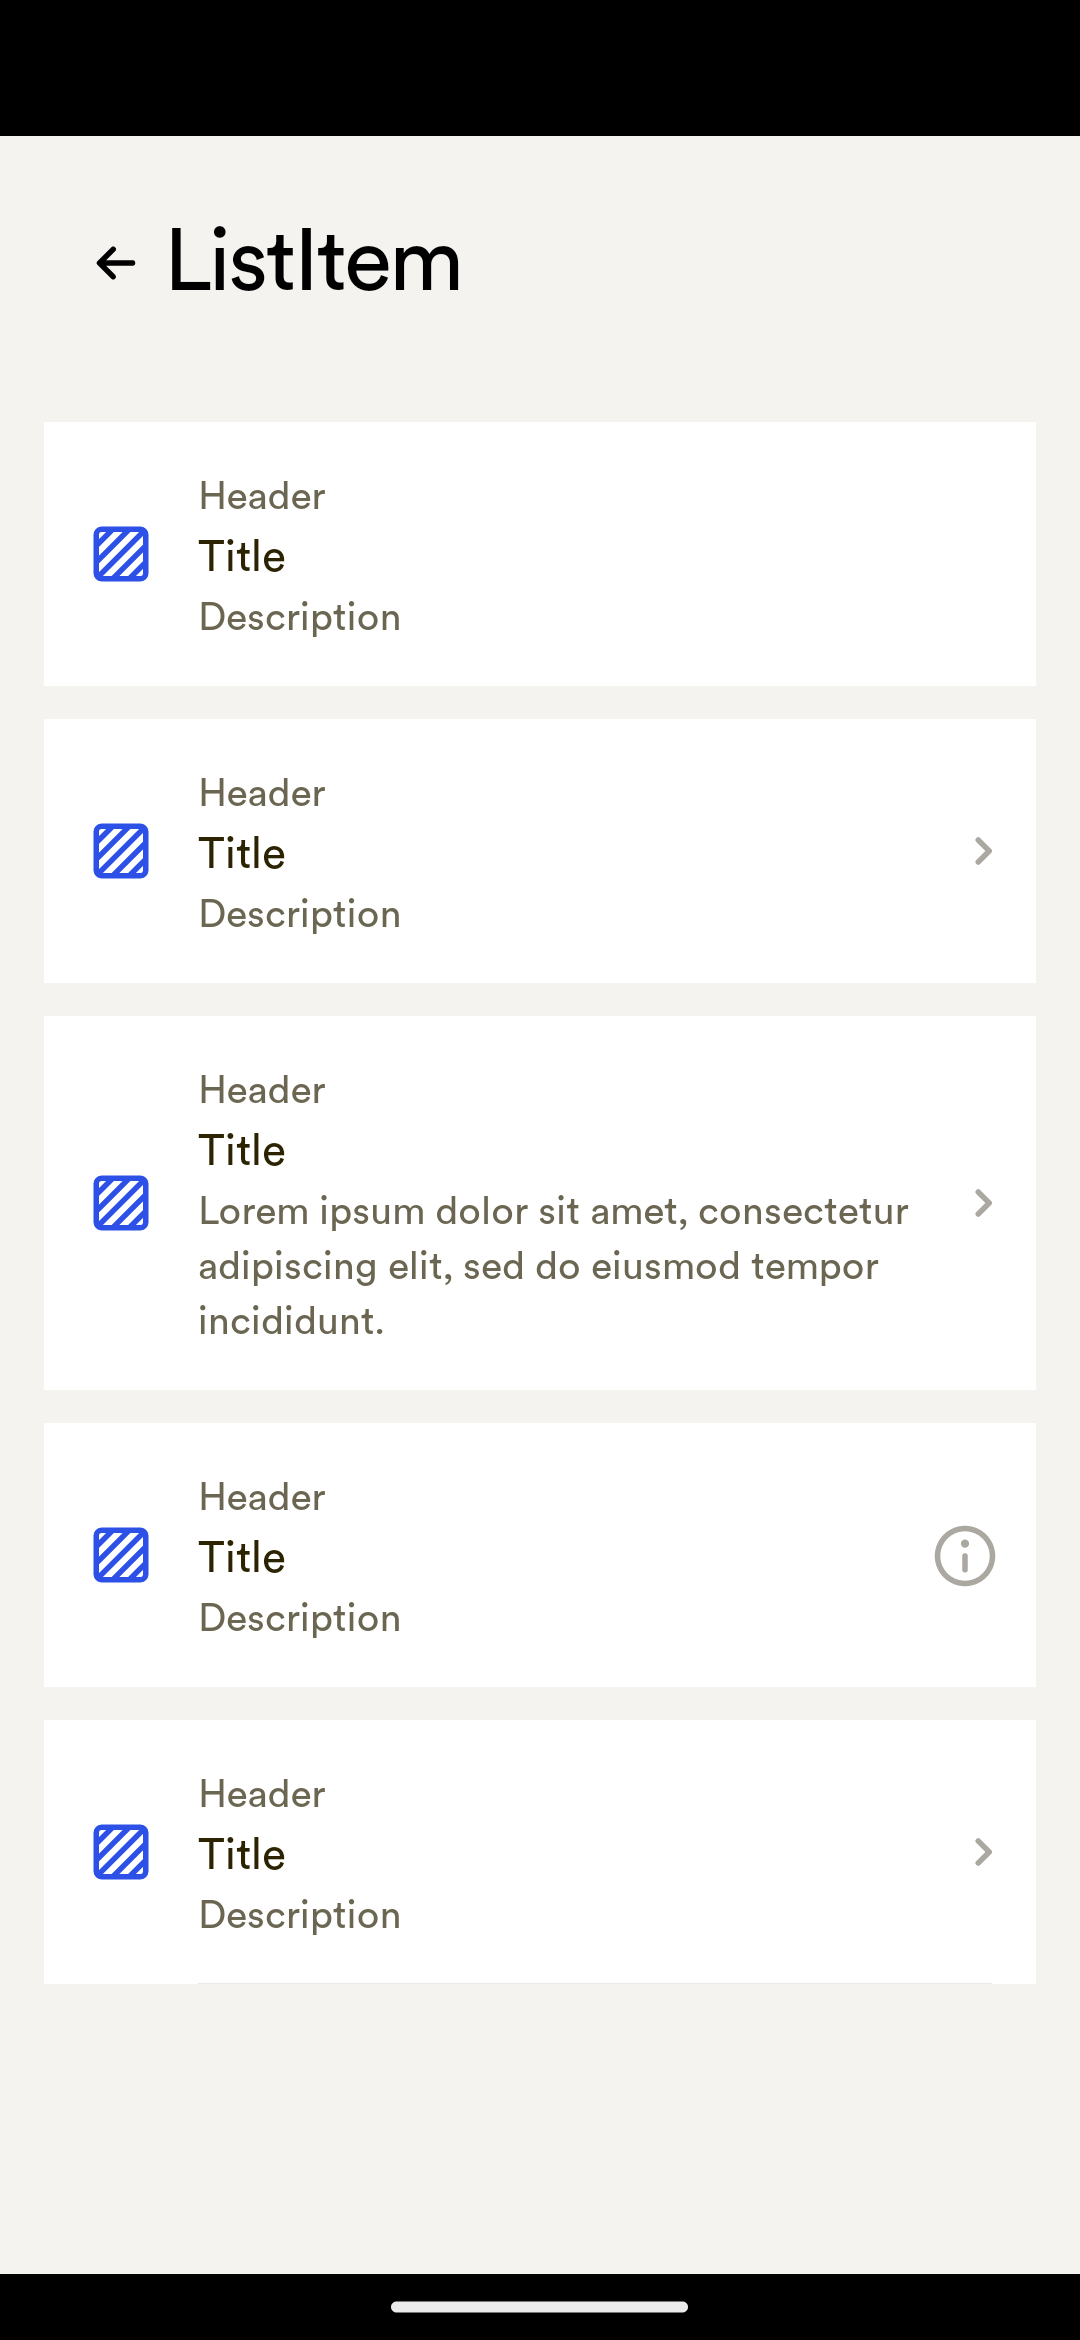 ListItem
Header
Title
Description
Header
Title
Description
Header
Title
Lorem ipsum dolor sit amet, consectetur
adipiscing elit, sed do eiusmod tempor
incididunt.
Header
Title
Description
Header
Title
Description